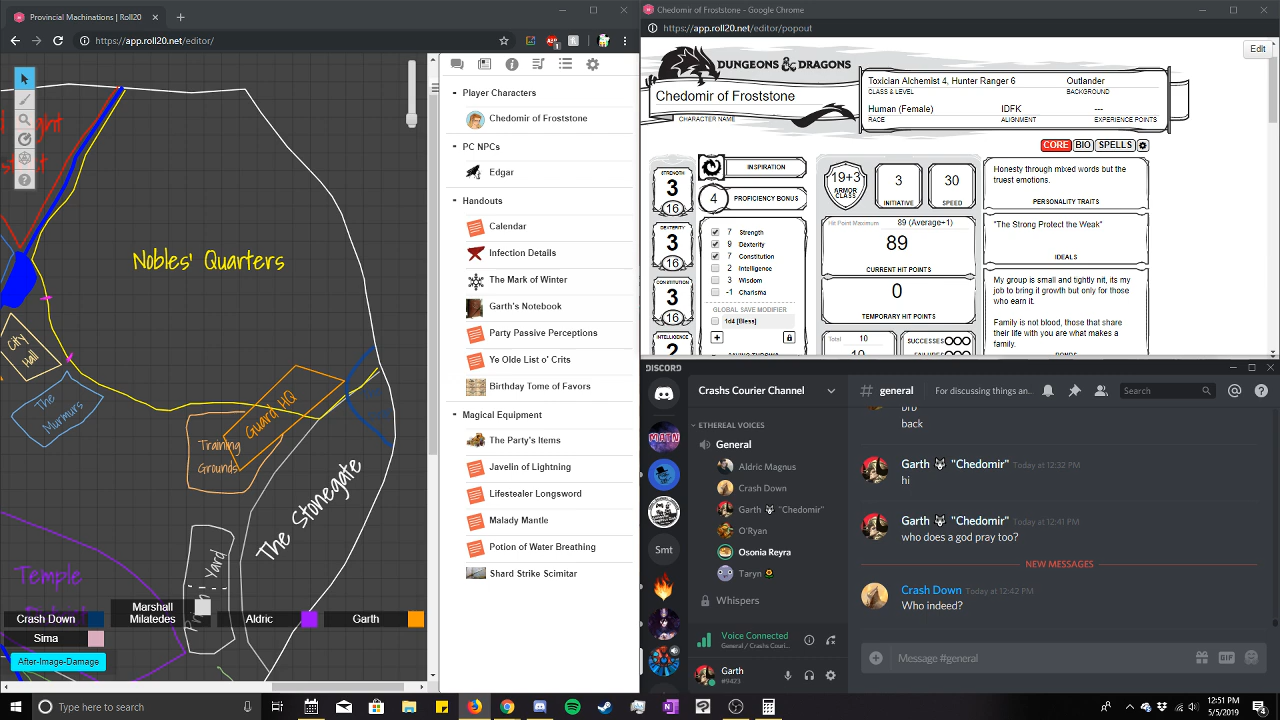 Provincial Machinations | Roll20
https://app.roll20.net/editor/
Nobles' Quarters
City
Hall
The
Murmurs
Guard HQ
Training
Grounds
The Stonegate
Yard
Temple
Crash Down
Marshall
Milatedes
Aldric
Garth
Sima
After-Image-Damage
Player Characters
Chedomir of Froststone
PC NPCs
Edgar
Handouts
Calendar
Infection Details
The Mark of Winter
Garth's Notebook
Party Passive Perceptions
Ye Olde List o' Crits
Birthday Tome of Favors
Magical Equipment
The Party's Items
Javelin of Lightning
Lifestealer Longsword
Malady Mantle
Potion of Water Breathing
Shard Strike Scimitar
Chedomir of Froststone - Google Chrome
https://app.roll20.net/editor/popout
Edit
DUNGEONS & DRAGONS
Chedomir of Froststone
CHARACTER NAME
Toxician Alchemist 4, Hunter Ranger 6 Outlander
CLASS & LEVEL BACKGROUND
Human (Female) IDFK ---
RACE ALIGNMENT EXPERIENCE POINTS
CORE BIO SPELLS
STRENGTH
3
16
DEXTERITY
3
16
CONSTITUTION
3
16
INTELLIGENCE
2
INSPIRATION
4 PROFICIENCY BONUS
7 Strength
9 Dexterity
7 Constitution
2 Intelligence
3 Wisdom
-1 Charisma
GLOBAL SAVE MODIFIER
1d4 [Bless]
SAVING THROWS
19+3
ARMOR
CLASS
3
INITIATIVE
30
SPEED
Hit Point Maximum 89 (Average+1)
89
CURRENT HIT POINTS
0
TEMPORARY HIT POINTS
Total 10
10
SUCCESSES
FAILURES
Honesty through mixed words but the
truest emotions.
PERSONALITY TRAITS
"The Strong Protect the Weak"
IDEALS
My group is small and tightly nit, its my
job to bring it growth but only for those
who earn it.
Family is not blood, those that share
their life with you are what makes a
family.
BONDS
DISCORD
Crashs Courier Channel
ETHEREAL VOICES
General
Aldric Magnus
Crash Down
Garth "Chedomir"
O'Ryan
Osonia Reyra
Taryn
Whispers
Smt
Voice Connected
General / Crashs Couri...
Garth
#9423
# general
For discussing things an...
Search
bro
back
Garth "Chedomir" Today at 12:32 PM
hi
Garth "Chedomir" Today at 12:41 PM
who does a god pray too?
NEW MESSAGES
Crash Down Today at 12:42 PM
Who indeed?
Message #general
GIF
Type here to search
12:51 PM
5/5/2019